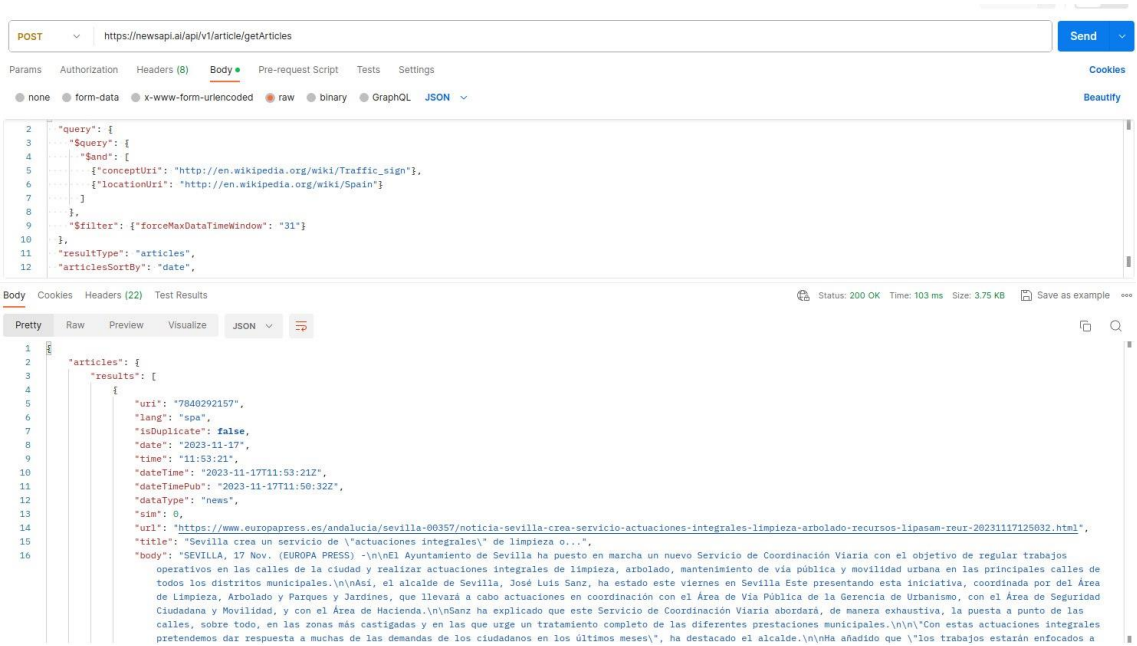 POST https://newsapi.ai/api/v1/article/getArticles Send
Params Authorization Headers (8) Body Pre-request Script Tests Settings Cookies
none form-data x-www-form-urlencoded raw binary GraphQL JSON Beautify
2 "query": {
3 "$query": {
4 "$and": [
5 {"conceptUri": "http://en.wikipedia.org/wiki/Traffic_sign"},
6 {"locationUri": "http://en.wikipedia.org/wiki/Spain"}
7 ]
8 },
9 "$filter": {"forceMaxDataTimeWindow": "31"}
10 },
11 "resultType": "articles",
12 "articlesSortBy": "date",
Body Cookies Headers (22) Test Results Status: 200 OK Time: 103 ms Size: 3.75 KB Save as example
Pretty Raw Preview Visualize JSON
1 {
2 "articles": {
3 "results": [
4 {
5 "uri": "7840292157",
6 "lang": "spa",
7 "isDuplicate": false,
8 "date": "2023-11-17",
9 "time": "11:53:21",
10 "dateTime": "2023-11-17T11:53:21Z",
11 "dateTimePub": "2023-11-17T11:50:32Z",
12 "dataType": "news",
13 "sim": 0,
14 "url": "https://www.europapress.es/andalucia/sevilla-00357/noticia-sevilla-crea-servicio-actuaciones-integrales-limpieza-arbolado-recursos-lipasam-reur-20231117125032.html",
15 "title": "Sevilla crea un servicio de \"actuaciones integrales\" de limpieza o...",
16 "body": "SEVILLA, 17 Nov. (EUROPA PRESS) -\n\nEl Ayuntamiento de Sevilla ha puesto en marcha un nuevo Servicio de Coordinación Viaria con el objetivo de regular trabajos
operativos en las calles de la ciudad y realizar actuaciones integrales de limpieza, arbolado, mantenimiento de vía pública y movilidad urbana en las principales calles de
todos los distritos municipales.\n\nAsí, el alcalde de Sevilla, José Luis Sanz, ha estado este viernes en Sevilla Este presentando esta iniciativa, coordinada por del Área
de Limpieza, Arbolado y Parques y Jardines, que llevará a cabo actuaciones en coordinación con el Área de Vía Pública de la Gerencia de Urbanismo, con el Área de Seguridad
Ciudadana y Movilidad, y con el Área de Hacienda.\n\nSanz ha explicado que este Servicio de Coordinación Viaria abordará, de manera exhaustiva, la puesta a punto de las
calles, sobre todo, en las zonas más castigadas y en las que urge un tratamiento completo de las diferentes prestaciones municipales.\n\n\"Con estas actuaciones integrales
pretendemos dar respuesta a muchas de las demandas de los ciudadanos en los últimos meses\", ha destacado el alcalde.\n\nHa añadido que \"los trabajos estarán enfocados a